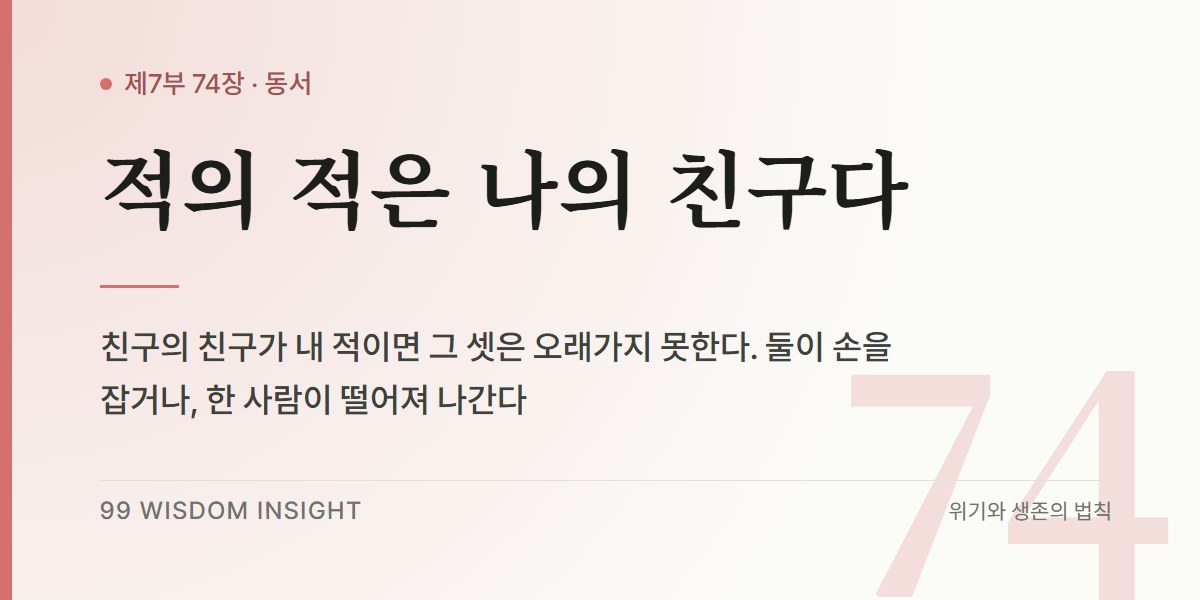 제7부 74장 · 동서
적의 적은 나의 친구다
친구의 친구가 내 적이면 그 셋은 오래가지 못한다. 둘이 손을
잡거나, 한 사람이 떨어져 나간다
74
99 WISDOM INSIGHT
위기와 생존의 법칙